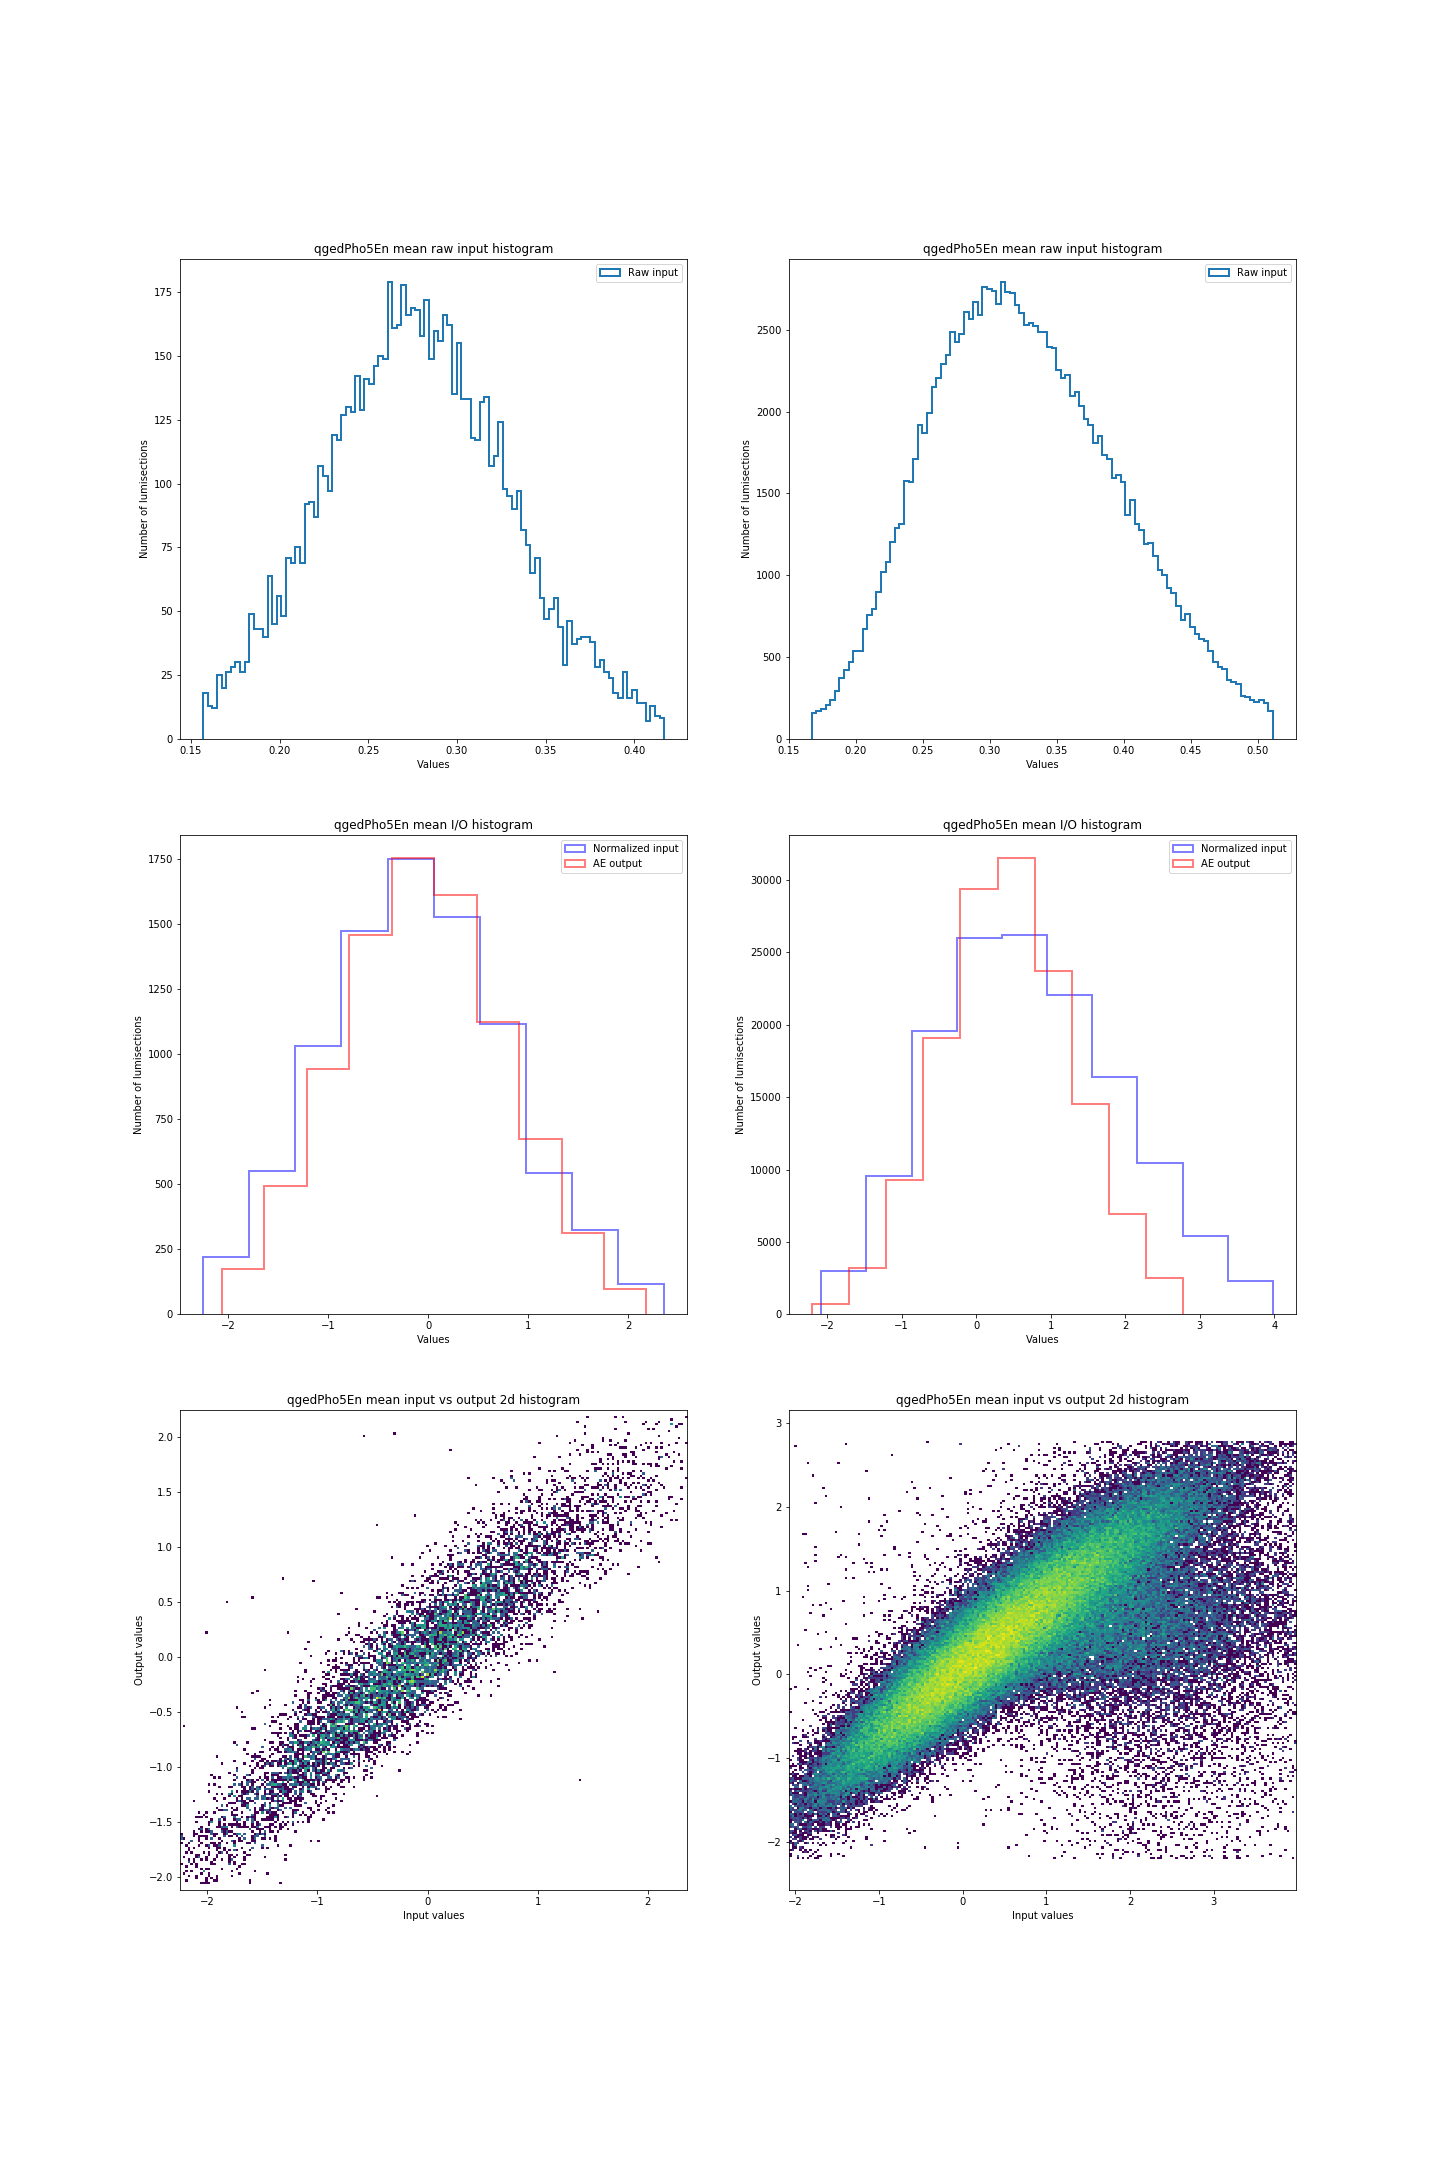 qgedPho5En mean raw input histogram
Raw input
175
150
125
100
75
50
25
0
Number of lumisections
0.15 0.20 0.25 0.30 0.35 0.40
Values
qgedPho5En mean raw input histogram
Raw input
2500
2000
1500
1000
500
0
Number of lumisections
0.15 0.20 0.25 0.30 0.35 0.40 0.45 0.50
Values
qgedPho5En mean I/O histogram
Normalized input
AE output
1750
1500
1250
1000
750
500
250
0
Number of lumisections
−2 −1 0 1 2
Values
qgedPho5En mean I/O histogram
Normalized input
AE output
30000
25000
20000
15000
10000
5000
0
Number of lumisections
−2 −1 0 1 2 3 4
Values
qgedPho5En mean input vs output 2d histogram
2.0
1.5
1.0
0.5
0.0
−0.5
−1.0
−1.5
−2.0
Output values
−2 −1 0 1 2
Input values
qgedPho5En mean input vs output 2d histogram
3
2
1
0
−1
−2
Output values
−2 −1 0 1 2 3
Input values